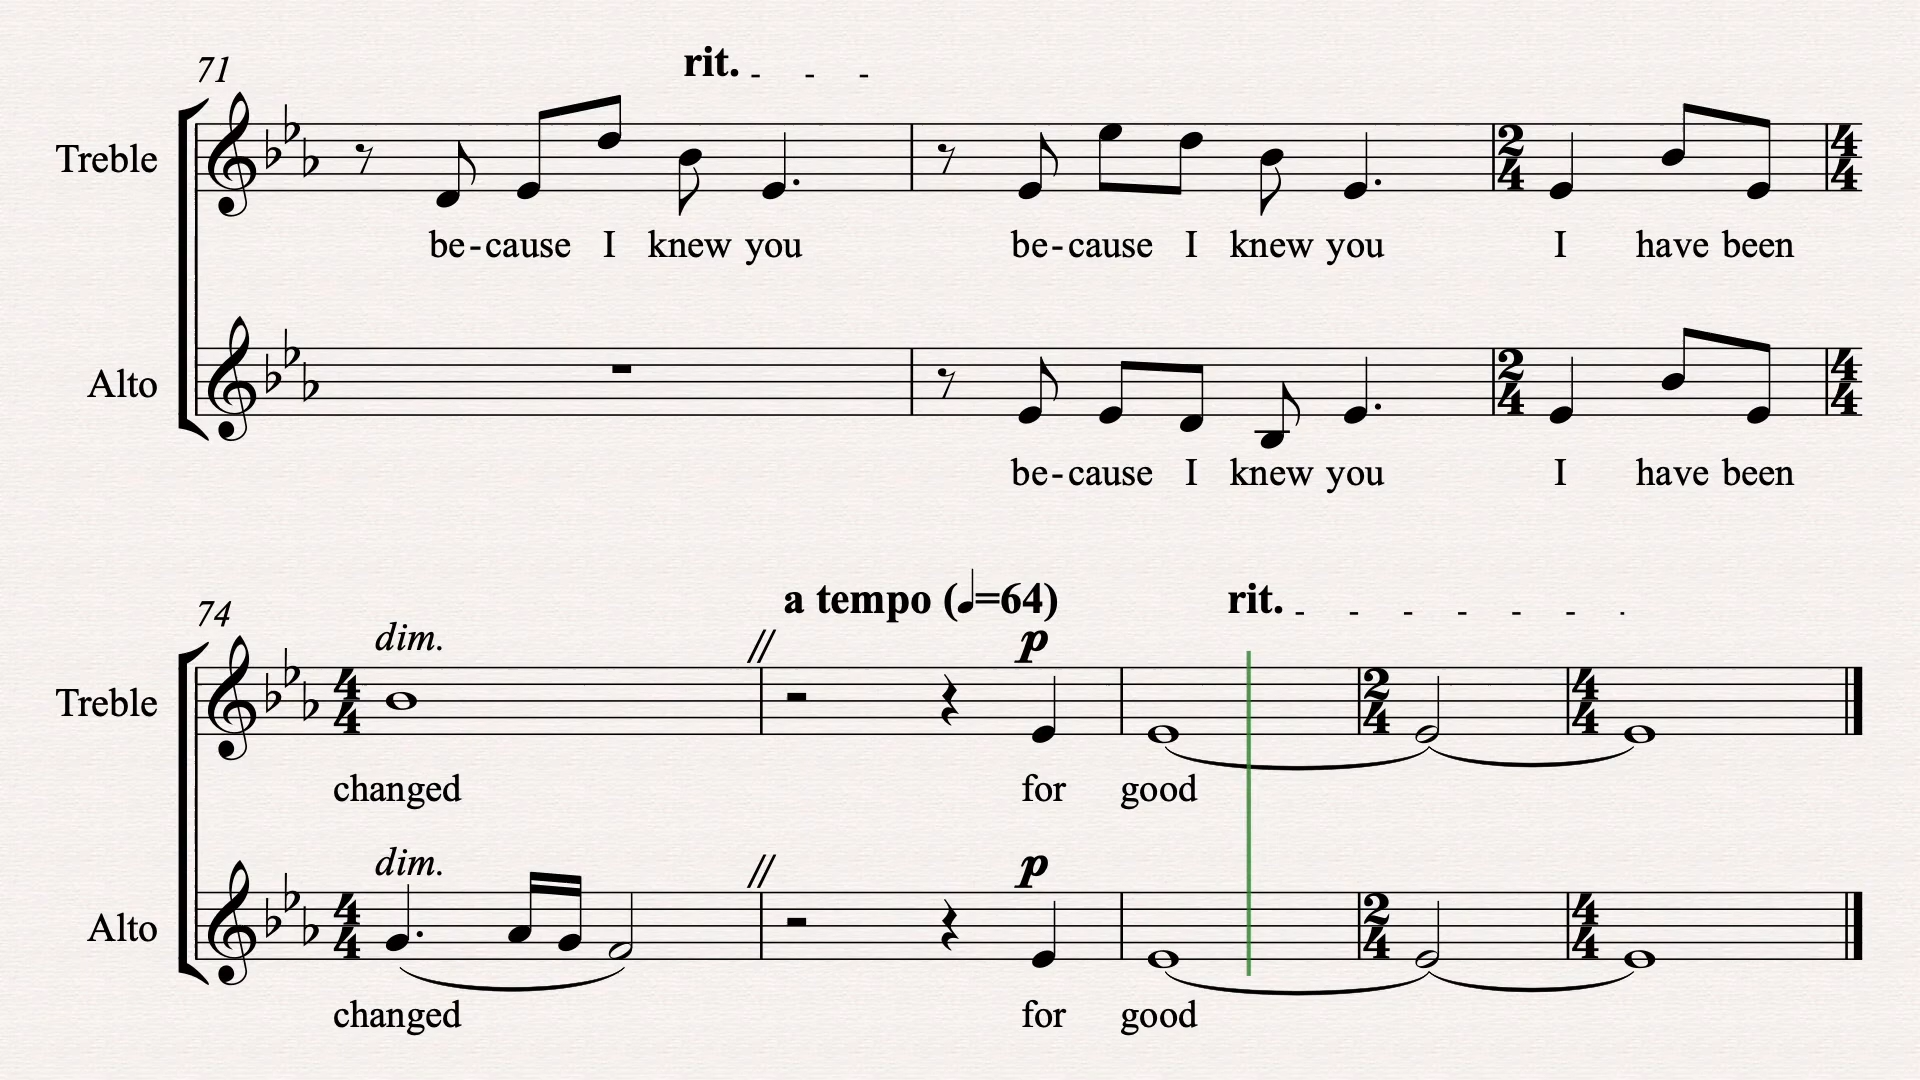 71 rit.
Treble
be-cause I knew you be-cause I knew you I have been
Alto
be-cause I knew you I have been
74 a tempo (♩=64) rit.
dim. p
Treble
changed for good
dim. p
Alto
changed for good